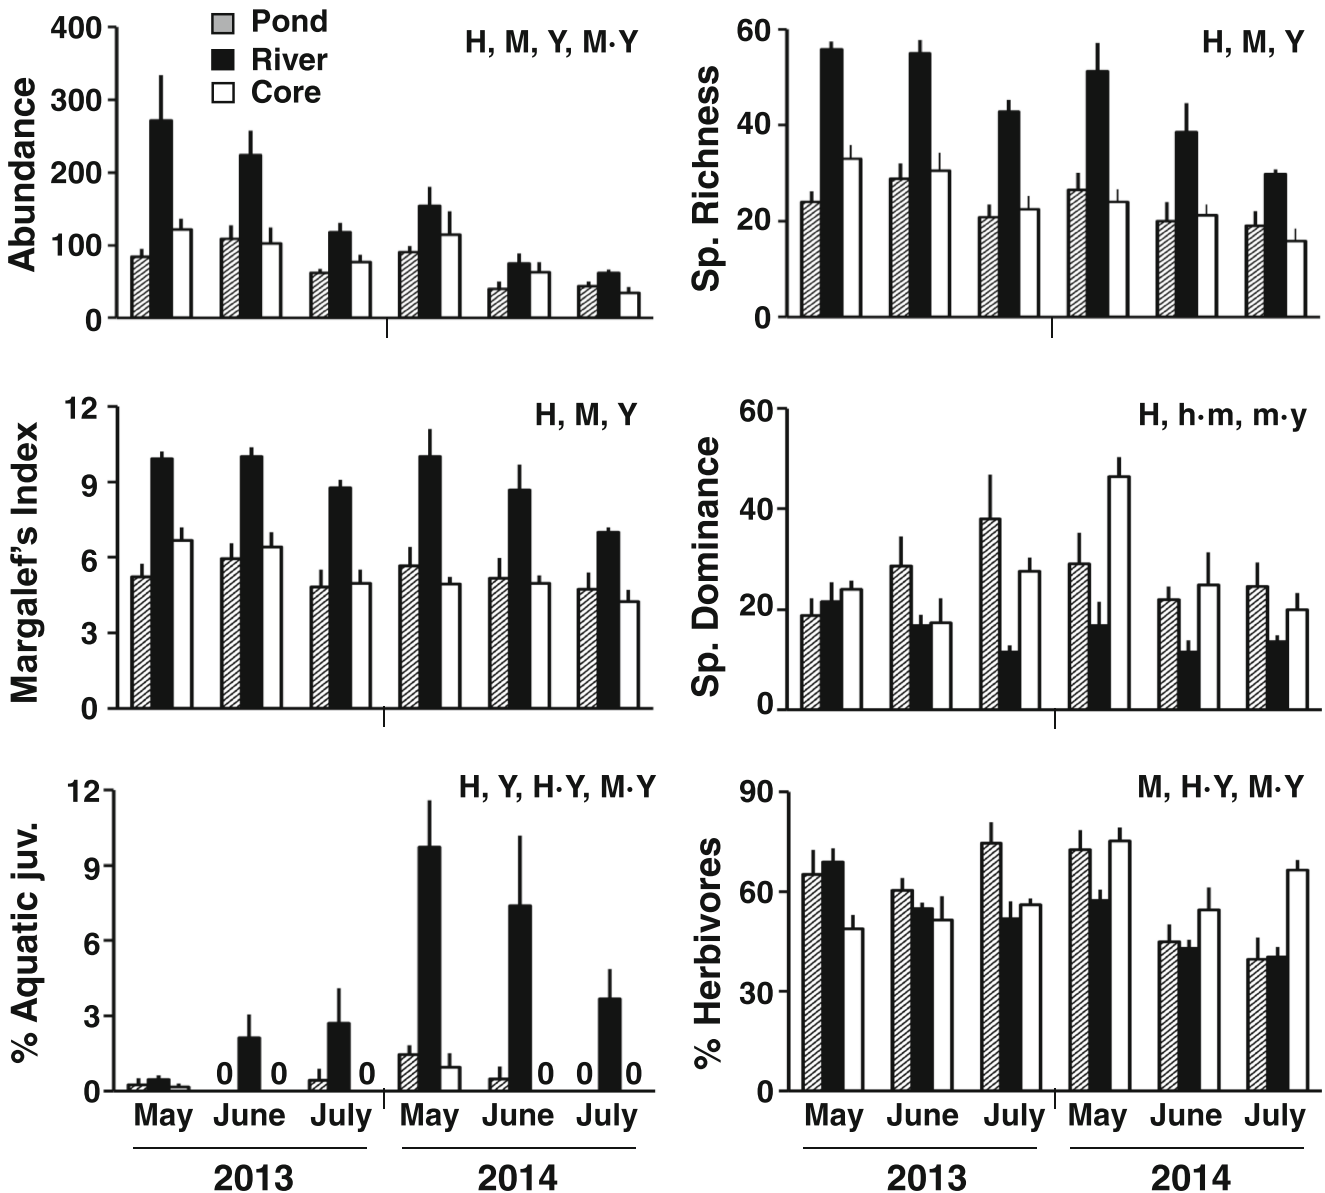 Abundance
400
300
200
100
0
Pond
River
Core
H, M, Y, M·Y
Sp. Richness
60
40
20
0
H, M, Y
Margalef's Index
12
9
6
3
0
H, M, Y
Sp. Dominance
60
40
20
0
H, h·m, m·y
% Aquatic juv.
12
9
6
3
0
H, Y, H·Y, M·Y
0 0 0 0 0 0
May June July May June July
2013 2014
% Herbivores
90
60
30
0
M, H·Y, M·Y
May June July May June July
2013 2014